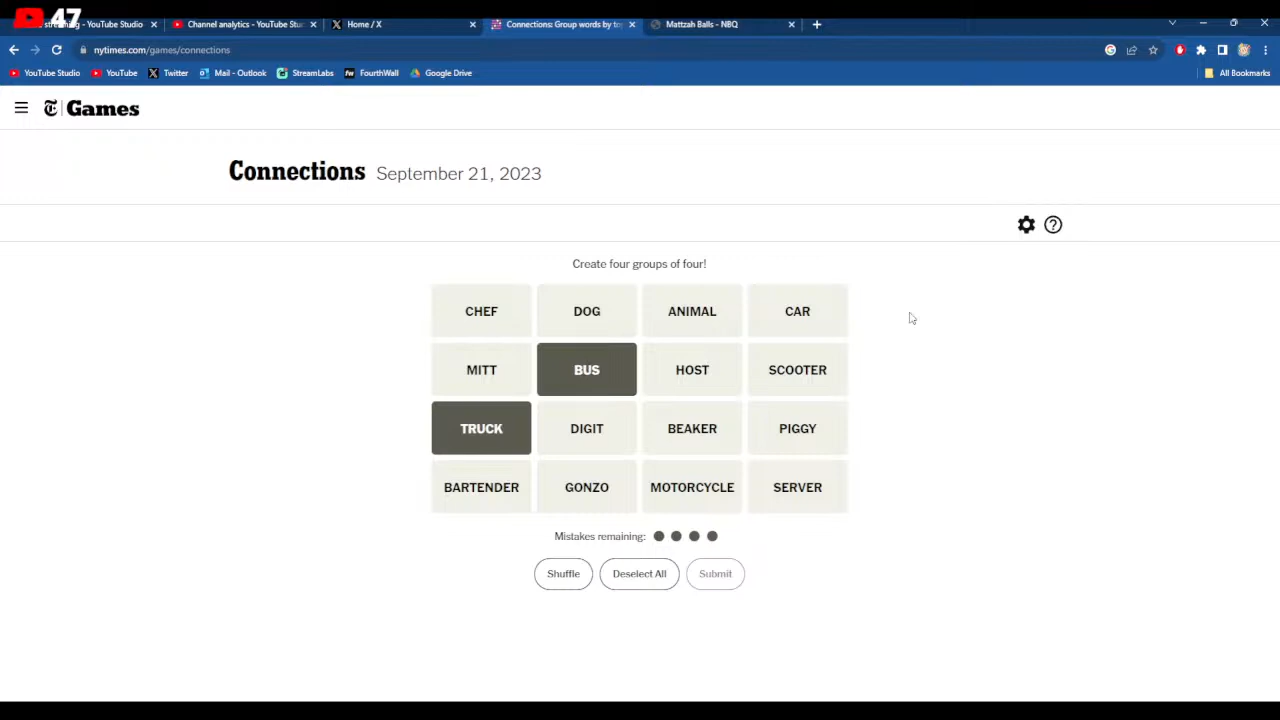 47
streaming - YouTube Studio
Channel analytics - YouTube Stu
Home / X
Connections: Group words by to
Mattzah Balls - NBQ
nytimes.com/games/connections
YouTube Studio
YouTube
Twitter
Mail - Outlook
StreamLabs
FourthWall
Google Drive
All Bookmarks
Games
Connections September 21, 2023
Create four groups of four!
CHEF DOG ANIMAL CAR
MITT BUS HOST SCOOTER
TRUCK DIGIT BEAKER PIGGY
BARTENDER GONZO MOTORCYCLE SERVER
Mistakes remaining:
Shuffle Deselect All Submit